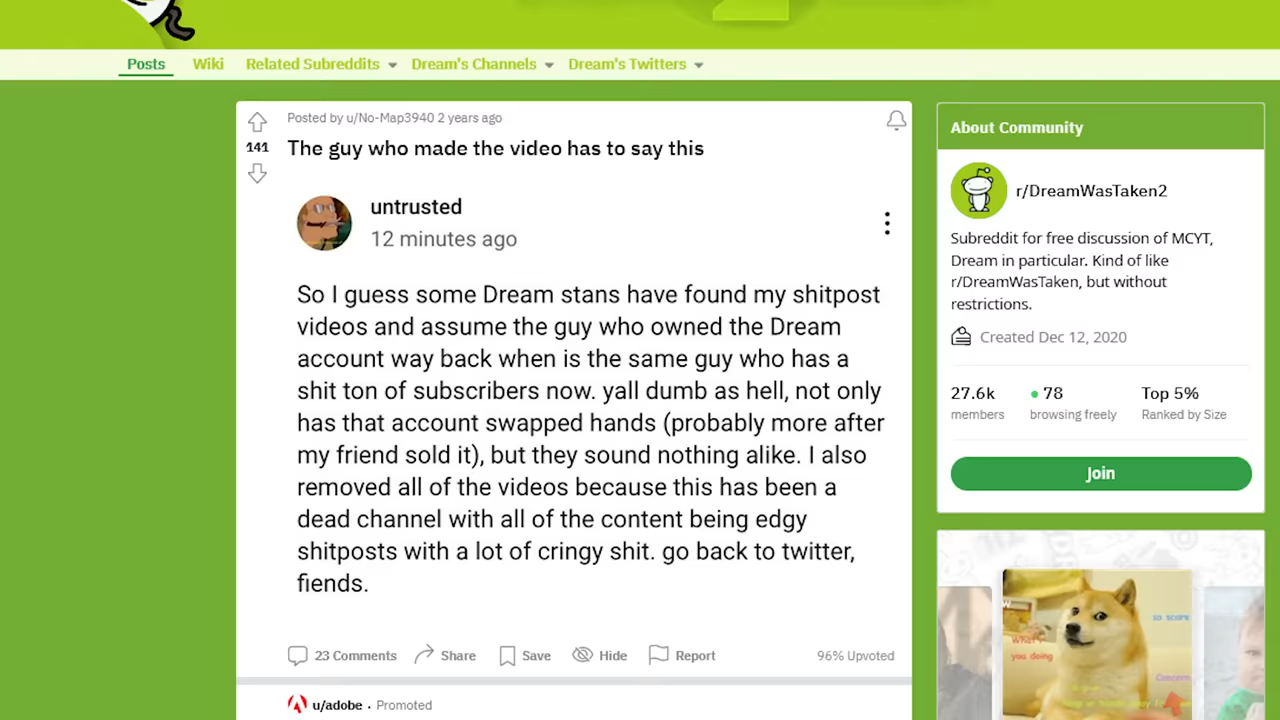 Posts
Wiki
Related Subreddits
Dream's Channels
Dream's Twitters
Posted by u/No-Map3940 2 years ago
141
The guy who made the video has to say this
untrusted
12 minutes ago
So I guess some Dream stans have found my shitpost
videos and assume the guy who owned the Dream
account way back when is the same guy who has a
shit ton of subscribers now. yall dumb as hell, not only
has that account swapped hands (probably more after
my friend sold it), but they sound nothing alike. I also
removed all of the videos because this has been a
dead channel with all of the content being edgy
shitposts with a lot of cringy shit. go back to twitter,
fiends.
23 Comments
Share
Save
Hide
Report
96% Upvoted
u/adobe · Promoted
About Community
r/DreamWasTaken2
Subreddit for free discussion of MCYT,
Dream in particular. Kind of like
r/DreamWasTaken, but without
restrictions.
Created Dec 12, 2020
27.6k
members
78
browsing freely
Top 5%
Ranked by Size
Join
so scope
you doing
Concern